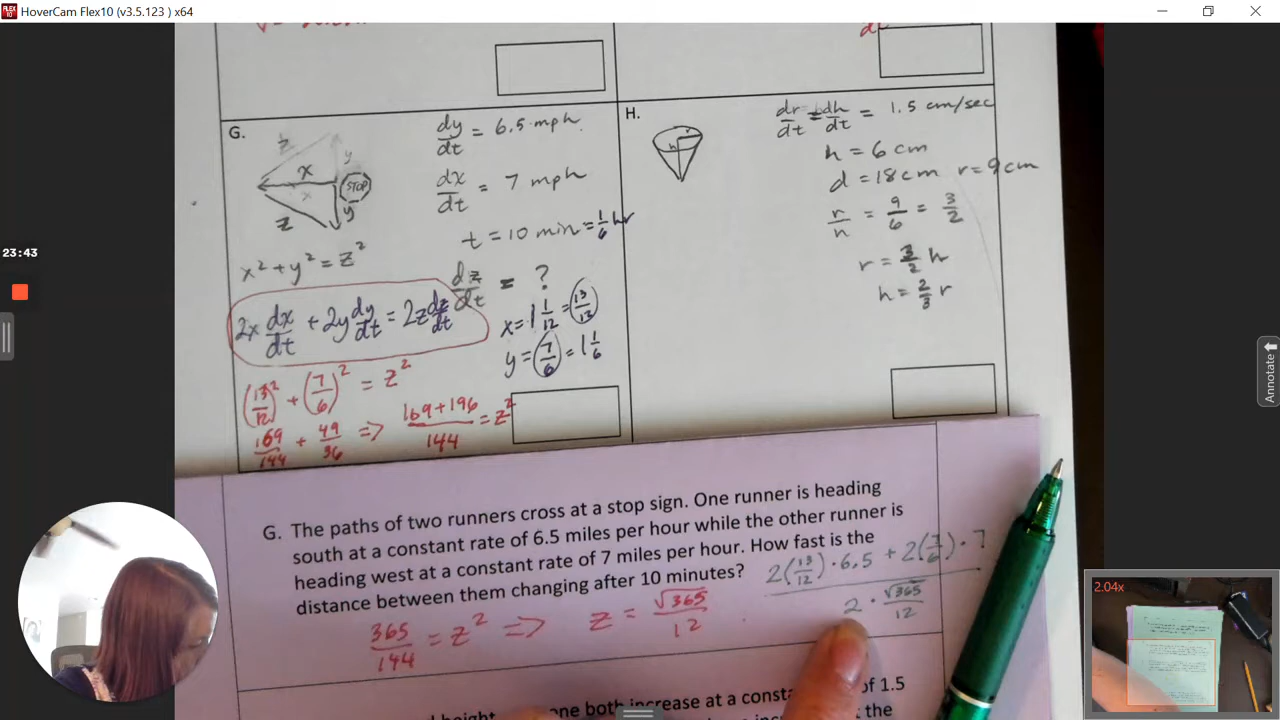 HoverCam Flex10 (v3.5.123) x64
23:43
Annotate
2.04x
G.
z
x
y
x
STOP
z
y
dy/dt = 6.5 mph
dx/dt = 7 mph
t = 10 min = 1/6 hr
dz/dt = ?
x² + y² = z²
2x dx/dt + 2y dy/dt = 2z dz/dt
x = 1 1/12 = 13/12
y = 7/6 = 1 1/6
(13/12)² + (7/6)² = z²
169/144 + 49/36 => 169+196/144 = z²
H.
r
h
dr/dt = dh/dt = 1.5 cm/sec
h = 6 cm
d = 18 cm r = 9 cm
r/h = 9/6 = 3/2
r = 3/2 h
h = 2/3 r
G. The paths of two runners cross at a stop sign. One runner is heading
south at a constant rate of 6.5 miles per hour while the other runner is
heading west at a constant rate of 7 miles per hour. How fast is the
distance between them changing after 10 minutes?
2(13/12) · 6.5 + 2(7/6) · 7
2 · √365/12
365/144 = z² => z = √365/12
one both increase at a consta of 1.5
the